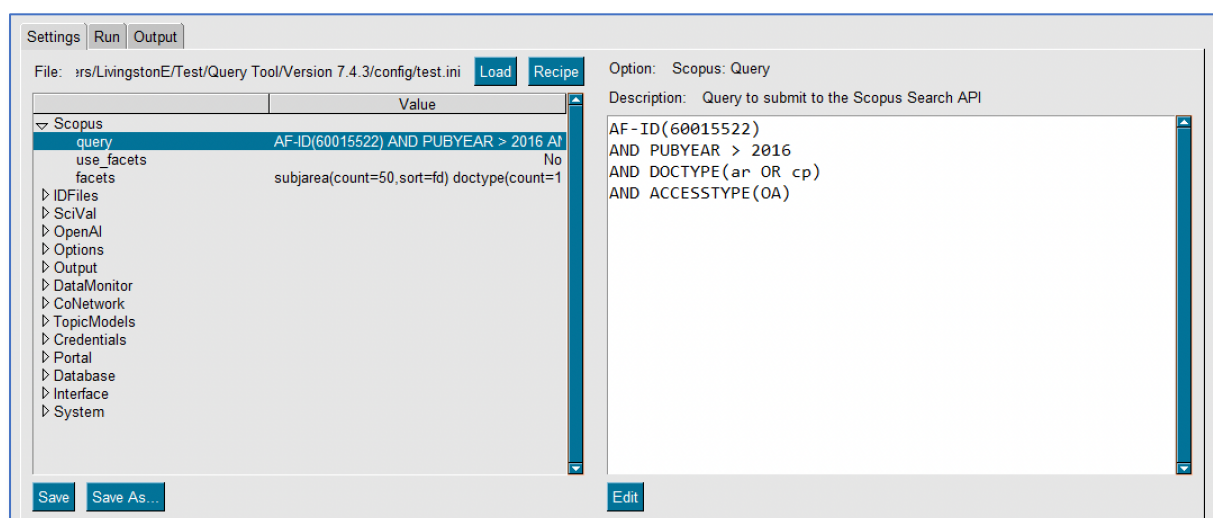 Settings Run Output
File: ers/LivingstonE/Test/Query Tool/Version 7.4.3/config/test.ini Load Recipe
Value
Scopus
query AF-ID(60015522) AND PUBYEAR > 2016 AN
use_facets No
facets subjarea(count=50,sort=fd) doctype(count=1
IDFiles
SciVal
OpenAI
Options
Output
DataMonitor
CoNetwork
TopicModels
Credentials
Portal
Database
Interface
System
Save Save As...
Option: Scopus: Query
Description: Query to submit to the Scopus Search API
AF-ID(60015522)
AND PUBYEAR > 2016
AND DOCTYPE(ar OR cp)
AND ACCESSTYPE(OA)
Edit